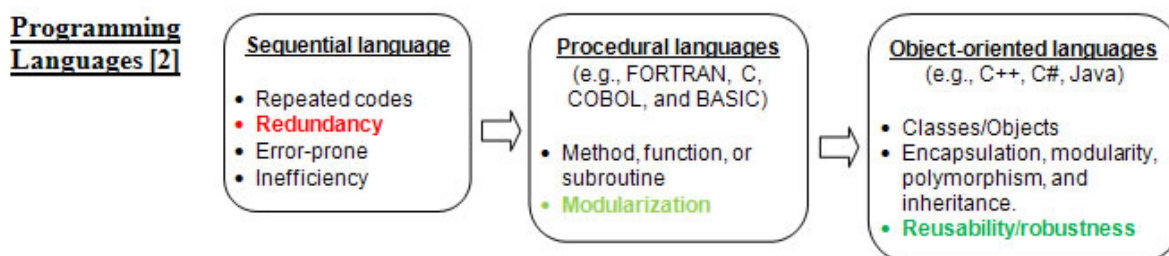 Programming
Languages [2]
Sequential language
• Repeated codes
• Redundancy
• Error-prone
• Inefficiency
Procedural languages
(e.g., FORTRAN, C,
COBOL, and BASIC)
• Method, function, or
subroutine
• Modularization
Object-oriented languages
(e.g., C++, C#, Java)
• Classes/Objects
• Encapsulation, modularity,
polymorphism, and
inheritance.
• Reusability/robustness